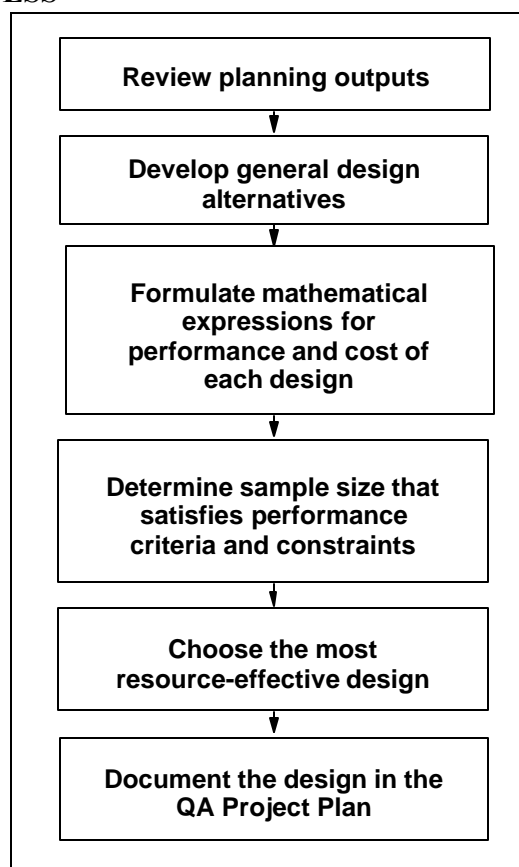 Review planning outputs
Develop general design
alternatives
Formulate mathematical
expressions for
performance and cost of
each design
Determine sample size that
satisfies performance
criteria and constraints
Choose the most
resource-effective design
Document the design in the
QA Project Plan